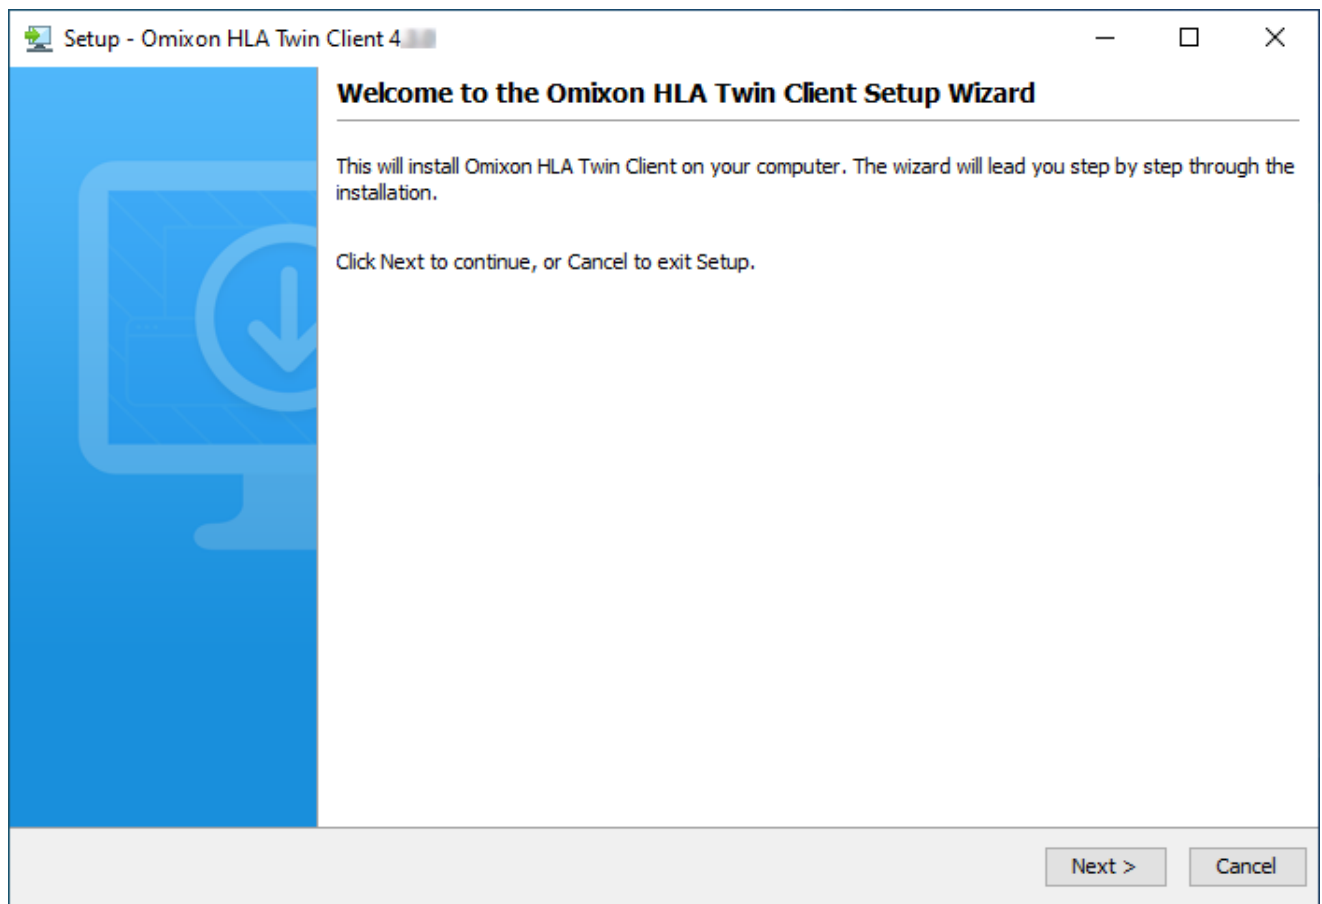 Setup - Omixon HLA Twin Client 4
Welcome to the Omixon HLA Twin Client Setup Wizard
This will install Omixon HLA Twin Client on your computer. The wizard will lead you step by step through the
installation.
Click Next to continue, or Cancel to exit Setup.
Next >
Cancel